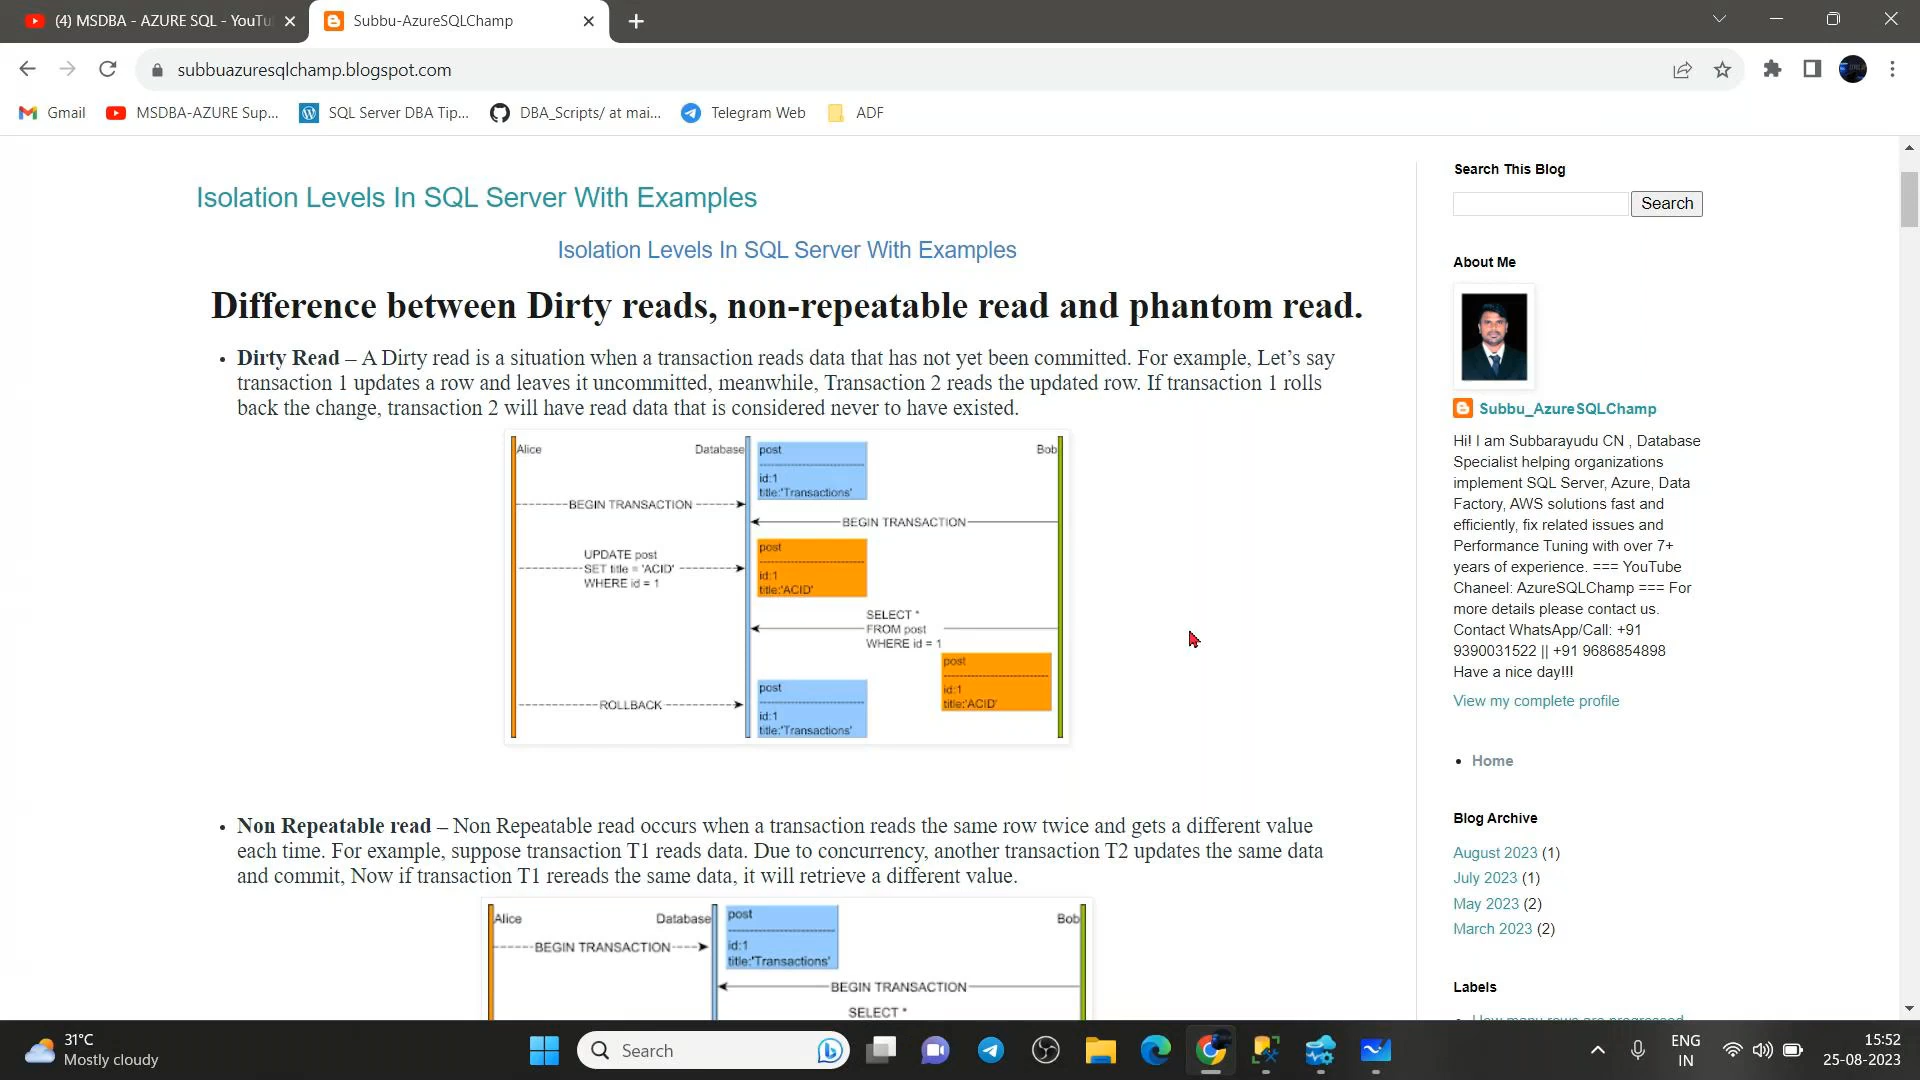 (4) MSDBA - AZURE SQL - YouTu
Subbu-AzureSQLChamp
subbuazuresqlchamp.blogspot.com
Gmail
MSDBA-AZURE Sup...
SQL Server DBA Tip...
DBA_Scripts/ at mai...
Telegram Web
ADF
Isolation Levels In SQL Server With Examples
Isolation Levels In SQL Server With Examples
Difference between Dirty reads, non-repeatable read and phantom read.
• Dirty Read – A Dirty read is a situation when a transaction reads data that has not yet been committed. For example, Let’s say
transaction 1 updates a row and leaves it uncommitted, meanwhile, Transaction 2 reads the updated row. If transaction 1 rolls
back the change, transaction 2 will have read data that is considered never to have existed.
Alice
Database
post
id:1
title:'Transactions'
Bob
BEGIN TRANSACTION
BEGIN TRANSACTION
UPDATE post
SET title = 'ACID'
WHERE id = 1
post
id:1
title:'ACID'
SELECT *
FROM post
WHERE id = 1
post
id:1
title:'ACID'
ROLLBACK
post
id:1
title:'Transactions'
• Non Repeatable read – Non Repeatable read occurs when a transaction reads the same row twice and gets a different value
each time. For example, suppose transaction T1 reads data. Due to concurrency, another transaction T2 updates the same data
and commit, Now if transaction T1 rereads the same data, it will retrieve a different value.
Alice
Database
post
id:1
title:'Transactions'
Bob
BEGIN TRANSACTION
BEGIN TRANSACTION
SELECT *
Search This Blog
Search
About Me
Subbu_AzureSQLChamp
Hi! I am Subbarayudu CN , Database
Specialist helping organizations
implement SQL Server, Azure, Data
Factory, AWS solutions fast and
efficiently, fix related issues and
Performance Tuning with over 7+
years of experience. === YouTube
Chaneel: AzureSQLChamp === For
more details please contact us.
Contact WhatsApp/Call: +91
9390031522 || +91 9686854898
Have a nice day!!!
View my complete profile
• Home
Blog Archive
August 2023 (1)
July 2023 (1)
May 2023 (2)
March 2023 (2)
Labels
How many rows are progressed
31°C
Mostly cloudy
Search
ENG
IN
15:52
25-08-2023